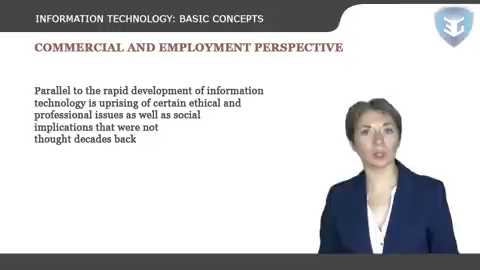 INFORMATION TECHNOLOGY: BASIC CONCEPTS
COMMERCIAL AND EMPLOYMENT PERSPECTIVE
Parallel to the rapid development of information
technology is uprising of certain ethical and
professional issues as well as social
implications that were not
thought decades back